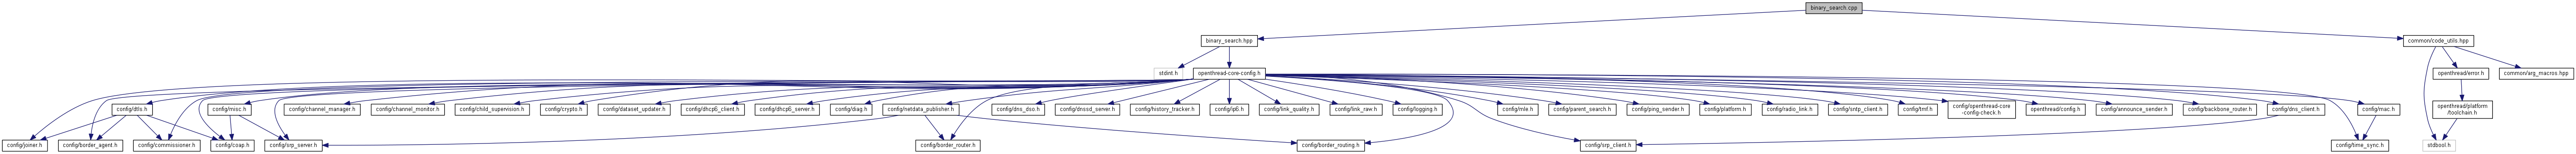 binary_search.cpp
binary_search.hpp
common/code_utils.hpp
stdint.h
openthread-core-config.h
openthread/error.h
common/arg_macros.hpp
config/dtls.h
config/misc.h
config/channel_manager.h
config/channel_monitor.h
config/child_supervision.h
config/crypto.h
config/dataset_updater.h
config/dhcp6_client.h
config/dhcp6_server.h
config/diag.h
config/netdata_publisher.h
config/dns_dso.h
config/dnssd_server.h
config/history_tracker.h
config/ip6.h
config/link_quality.h
config/link_raw.h
config/logging.h
config/mle.h
config/parent_search.h
config/ping_sender.h
config/platform.h
config/radio_link.h
config/sntp_client.h
config/tmf.h
config/openthread-core
-config-check.h
openthread/config.h
config/announce_sender.h
config/backbone_router.h
config/dns_client.h
config/mac.h
openthread/platform
/toolchain.h
config/joiner.h
config/border_agent.h
config/commissioner.h
config/coap.h
config/srp_server.h
config/border_router.h
config/border_routing.h
config/srp_client.h
config/time_sync.h
stdbool.h